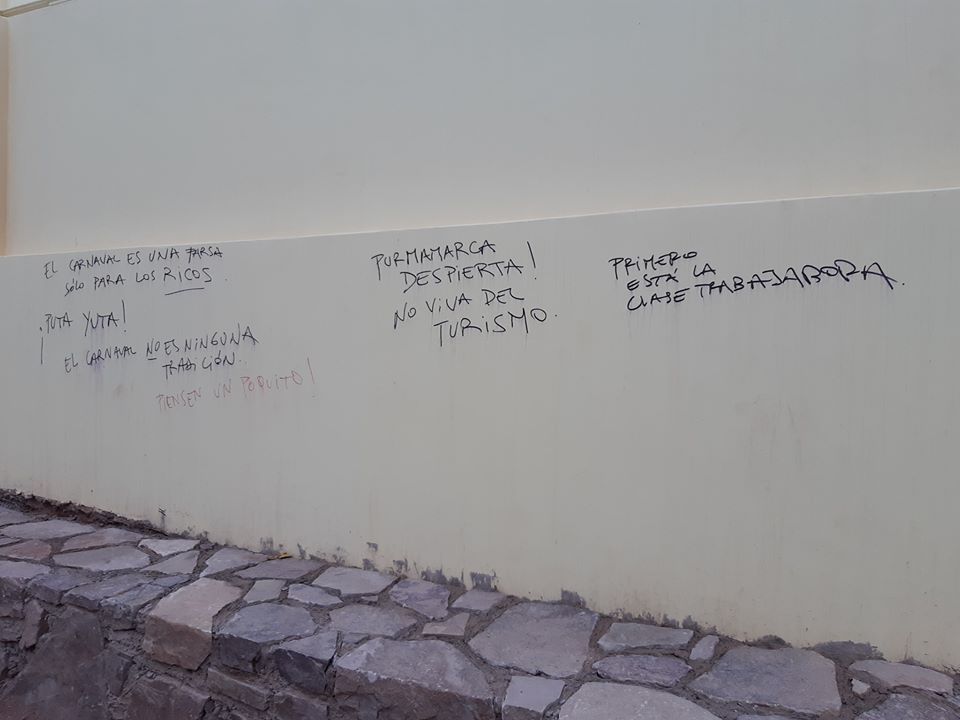 EL CARNAVAL ES UNA FARSA
SÓLO PARA LOS RICOS.
¡PUTA YUTA!
EL CARNAVAL NO ES NINGUNA
TRADICIÓN.
PIENSEN UN POQUITO!
PURMAMARCA
DESPIERTA!
NO VIVA DEL
TURISMO.
PRIMERO
ESTÁ LA
CLASE TRABAJADORA.